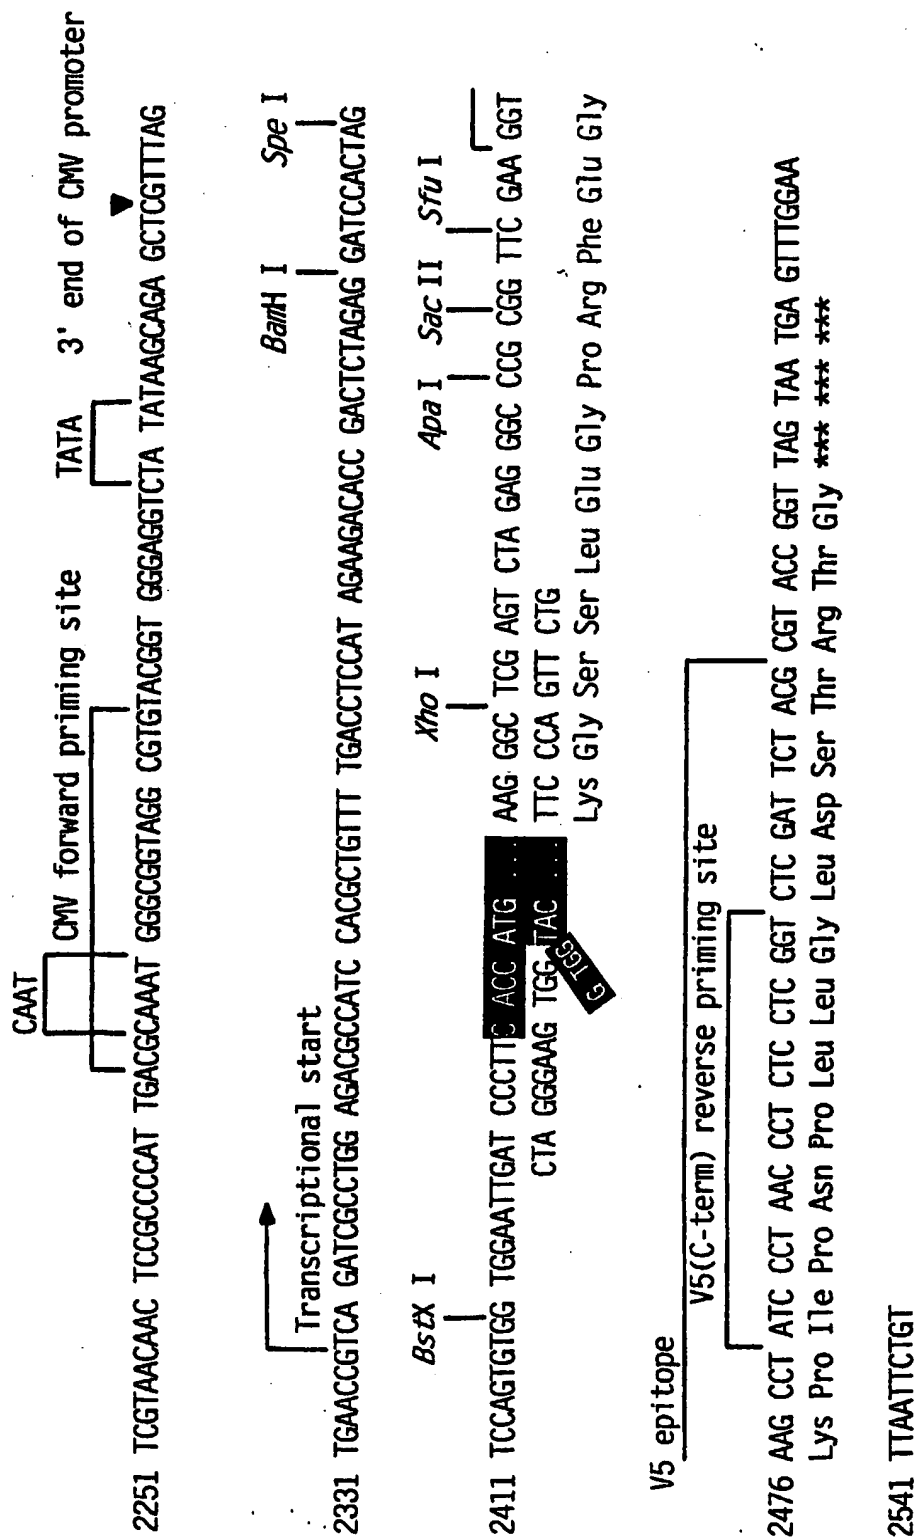 CAAT
CMV forward priming site
TATA 3' end of CMV promoter
2251 TCGTAACAAC TCCGCCCCAT TGACGCAAAT GGGCGGTAGG CGTGTACGGT GGGAGGTCTA TATAAGCAGA GCTCGTTTAG
Transcriptional start
BamH I Spe I
2331 TGAACCGTCA GATCGCCTGG AGACGCCATC CACGCTGTTT TGACCTCCAT AGAAGACACC GACTCTAGAG GATCCACTAG
BstX I Xho I Apa I Sac II Sfu I
2411 TCCAGTGTGG TGGAATTGAT CCCTTC ACC ATG ... AAG GGC TCG AGT CTA GAG GGC CCG CGG TTC GAA GGT
CTA GGGAAG TGG TAC ... TTC CCA GTT CTG
G TGG
Lys Gly Ser Ser Leu Glu Gly Pro Arg Phe Glu Gly
V5 epitope
V5(C-term) reverse priming site
2476 AAG CCT ATC CCT AAC CCT CTC CTC GGT CTC GAT TCT ACG CGT ACC GGT TAG TAA TGA GTTTGGAA
Lys Pro Ile Pro Asn Pro Leu Leu Gly Leu Asp Ser Thr Arg Thr Gly *** *** ***
2541 TTAATTCTGT